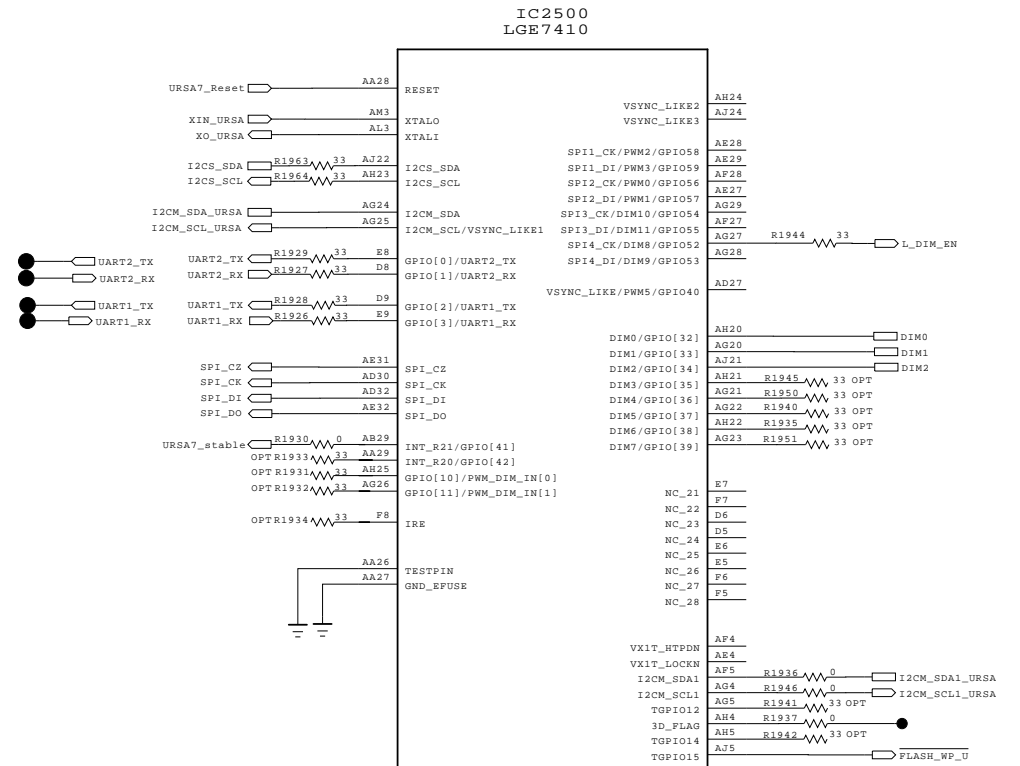 IC2500
LGE7410
URSA7_Reset AA28 RESET
XIN_URSA AM3 XTALO
XO_URSA AL3 XTALI
I2CS_SDA R1963 33 AJ22 I2CS_SDA
I2CS_SCL R1964 33 AH23 I2CS_SCL
I2CM_SDA_URSA AG24 I2CM_SDA
I2CM_SCL_URSA AG25 I2CM_SCL/VSYNC_LIKE1
UART2_TX UART2_TX R1929 33 E8 GPIO[0]/UART2_TX
UART2_RX UART2_RX R1927 33 D8 GPIO[1]/UART2_RX
UART1_TX UART1_TX R1928 33 D9 GPIO[2]/UART1_TX
UART1_RX UART1_RX R1926 33 E9 GPIO[3]/UART1_RX
SPI_CZ AE31 SPI_CZ
SPI_CK AD30 SPI_CK
SPI_DI AD32 SPI_DI
SPI_DO AE32 SPI_DO
URSA7_stable R1930 0 AB29 INT_R21/GPIO[41]
OPT R1933 33 AA29 INT_R20/GPIO[42]
OPT R1931 33 AH25 GPIO[10]/PWM_DIM_IN[0]
OPT R1932 33 AG26 GPIO[11]/PWM_DIM_IN[1]
OPT R1934 33 F8 IRE
AA26 TESTPIN
AA27 GND_EFUSE
VSYNC_LIKE2 AH24
VSYNC_LIKE3 AJ24
SPI1_CK/PWM2/GPIO58 AE28
SPI1_DI/PWM3/GPIO59 AE29
SPI2_CK/PWM0/GPIO56 AF28
SPI2_DI/PWM1/GPIO57 AE27
SPI3_CK/DIM10/GPIO54 AG29
SPI3_DI/DIM11/GPIO55 AF27
SPI4_CK/DIM8/GPIO52 AG27 R1944 33 L_DIM_EN
SPI4_DI/DIM9/GPIO53 AG28
VSYNC_LIKE/PWM5/GPIO40 AD27
DIM0/GPIO[32] AH20 DIM0
DIM1/GPIO[33] AG20 DIM1
DIM2/GPIO[34] AJ21 DIM2
DIM3/GPIO[35] AH21 R1945 33 OPT
DIM4/GPIO[36] AG21 R1950 33 OPT
DIM5/GPIO[37] AG22 R1940 33 OPT
DIM6/GPIO[38] AH22 R1935 33 OPT
DIM7/GPIO[39] AG23 R1951 33 OPT
NC_21 E7
NC_22 F7
NC_23 D6
NC_24 D5
NC_25 E6
NC_26 E5
NC_27 F6
NC_28 F5
VX1T_HTPDN AF4
VX1T_LOCKN AE4
I2CM_SDA1 AF5 R1936 0 I2CM_SDA1_URSA
I2CM_SCL1 AG4 R1946 0 I2CM_SCL1_URSA
TGPIO12 AG5 R1941 33 OPT
3D_FLAG AH4 R1937 0
TGPIO14 AH5 R1942 33 OPT
TGPIO15 AJ5 FLASH_WP_U